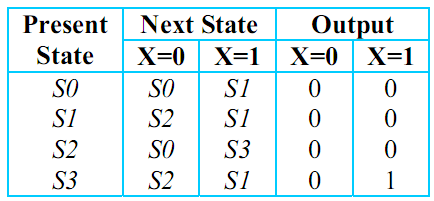 Present Next State Output
State X=0 X=1 X=0 X=1
S0 S0 S1 0 0
S1 S2 S1 0 0
S2 S0 S3 0 0
S3 S2 S1 0 1